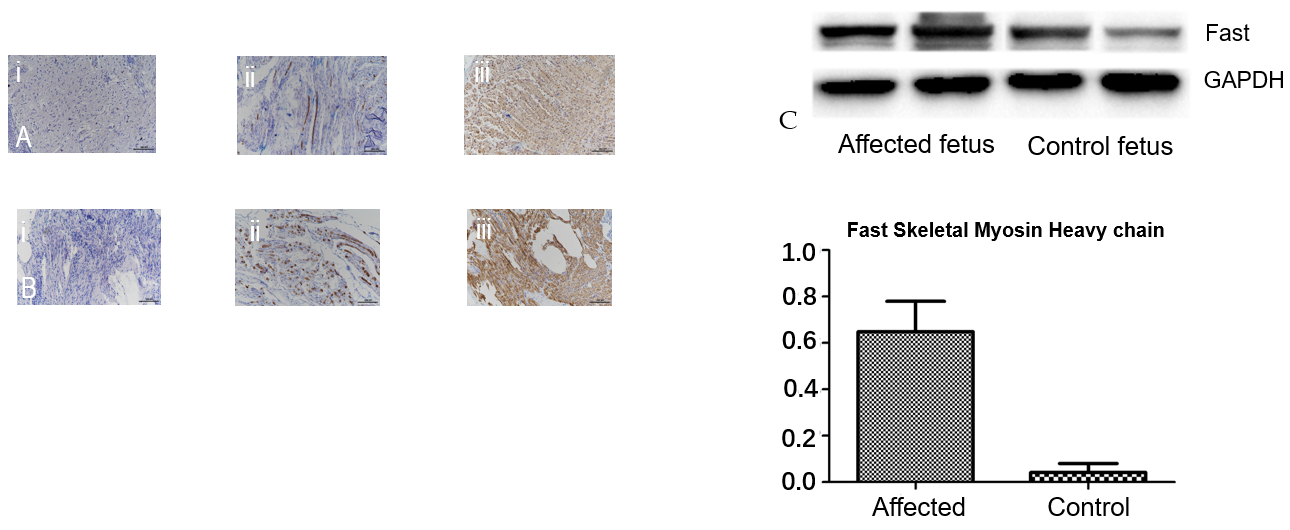 i
ii
iii
A
i
ii
iii
B
Fast
GAPDH
C
Affected fetus
Control fetus
Fast Skeletal Myosin Heavy chain
1.0
0.8
0.6
0.4
0.2
0.0
Affected
Control